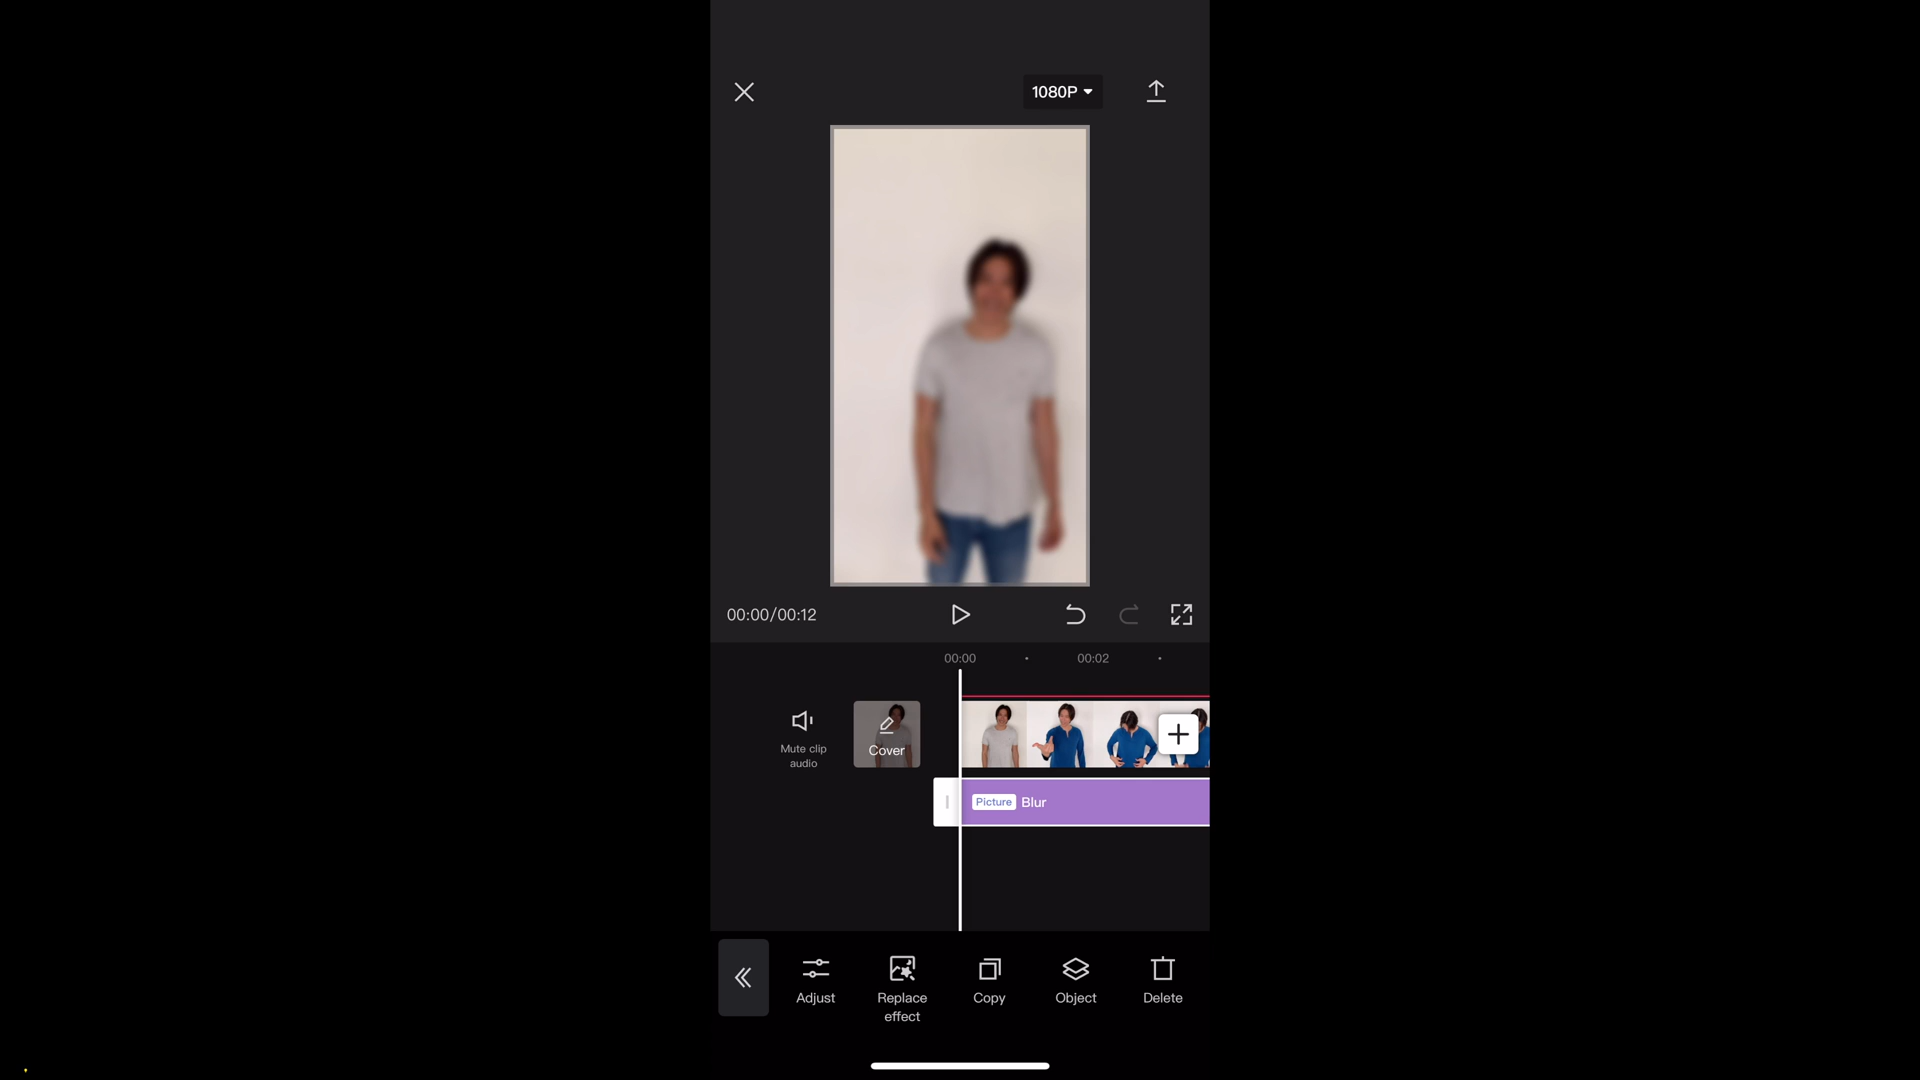 1080P
00:00/00:12
00:00
00:02
Mute clip
audio
Cover
Picture Blur
Adjust
Replace
effect
Copy
Object
Delete